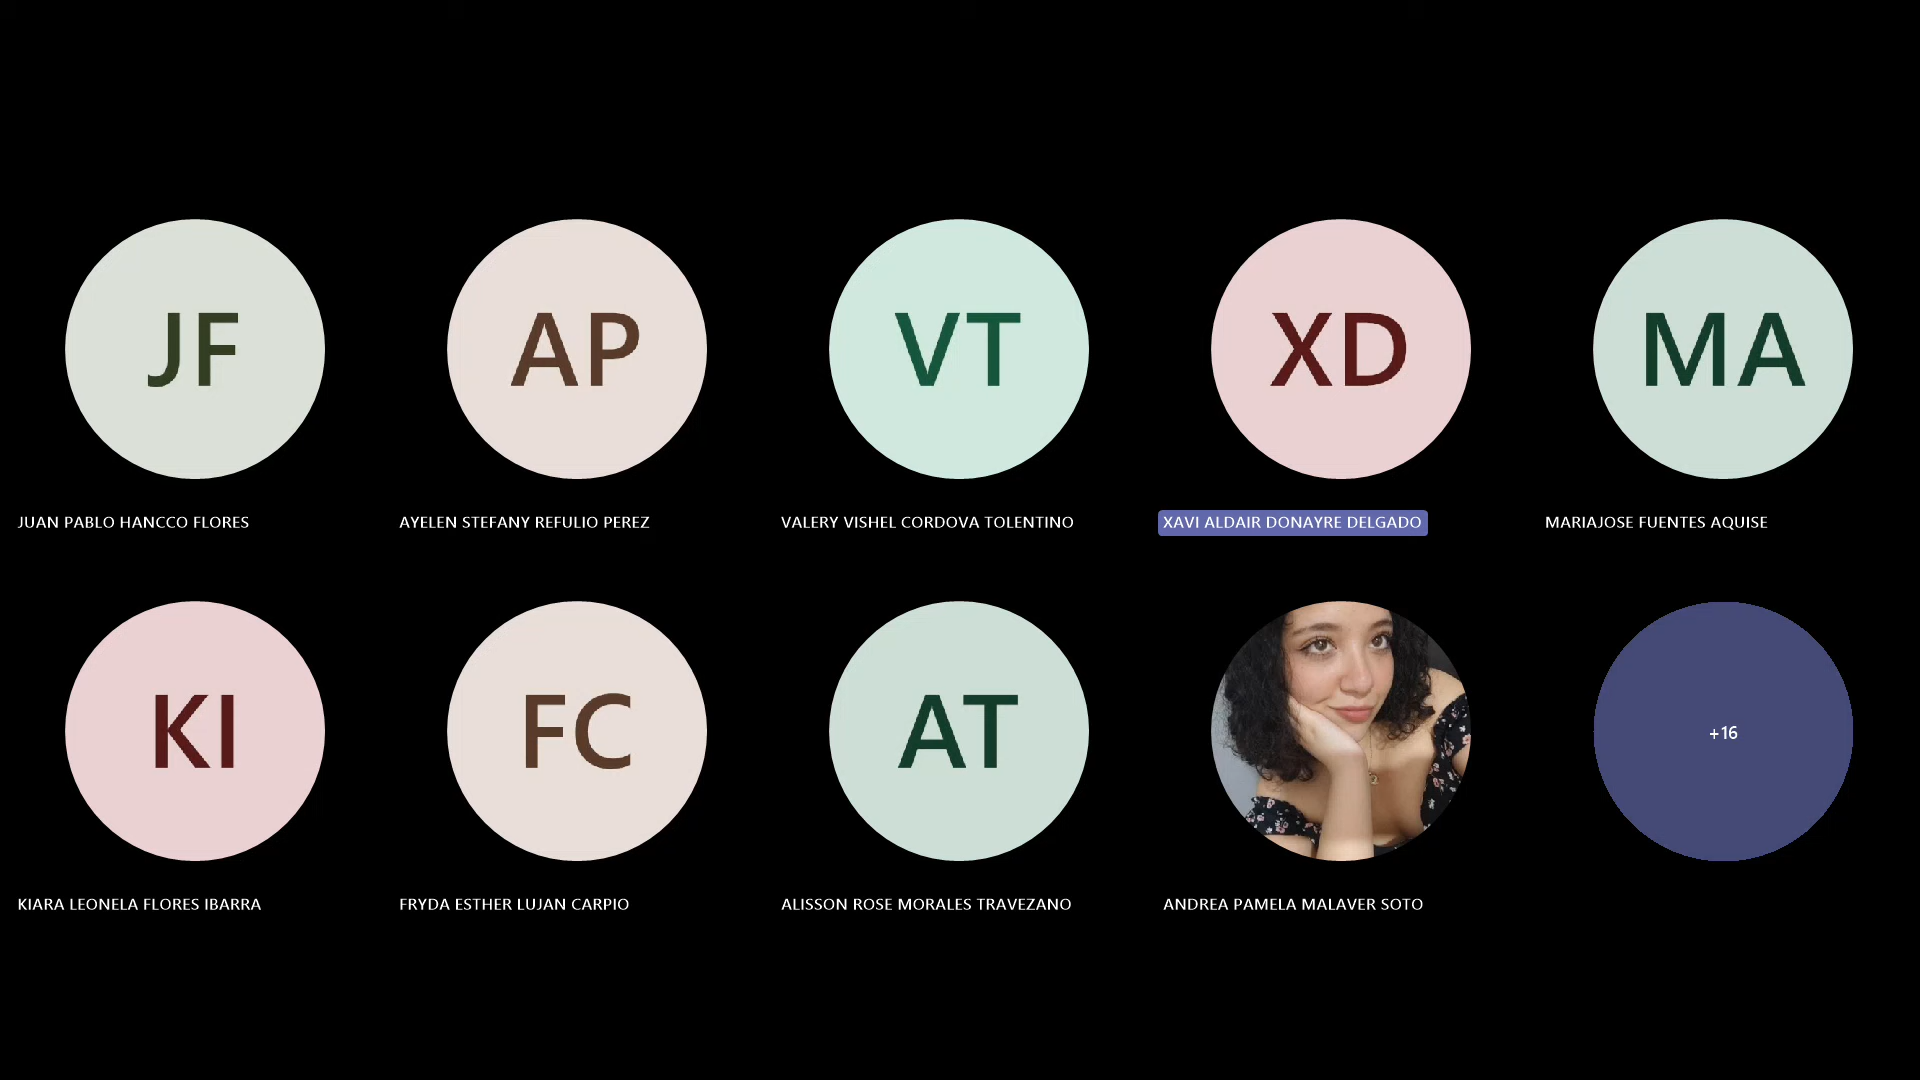 JF
AP
VT
XD
MA
JUAN PABLO HANCCO FLORES
AYELEN STEFANY REFULIO PEREZ
VALERY VISHEL CORDOVA TOLENTINO
XAVI ALDAIR DONAYRE DELGADO
MARIAJOSE FUENTES AQUISE
KI
FC
AT
+16
KIARA LEONELA FLORES IBARRA
FRYDA ESTHER LUJAN CARPIO
ALISSON ROSE MORALES TRAVEZANO
ANDREA PAMELA MALAVER SOTO